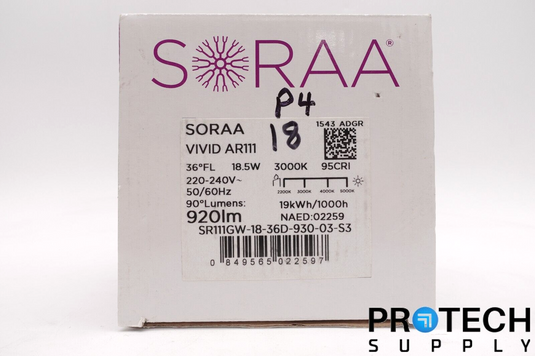 SORAA®
P4
18
SORAA
1543 ADGR
VIVID AR111
36°FL 18.5W 3000K 95CRI
220-240V~
50/60Hz
2200K 3000K 4000K 5000K
90°Lumens:
19kWh/1000h
920lm
NAED:02259
SR111GW-18-36D-930-03-S3
0 849565 022597
PROTECH
SUPPLY